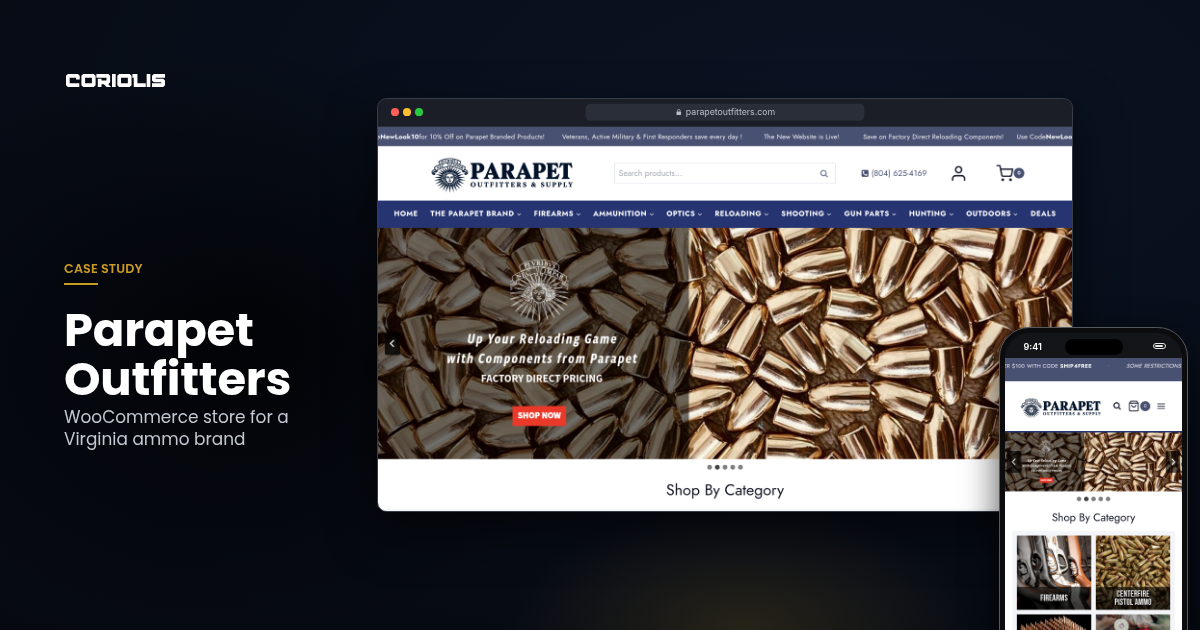 CORIOLIS
CASE STUDY
Parapet
Outfitters
WooCommerce store for a
Virginia ammo brand
parapetoutfitters.com
NewLook10 for 10% Off on Parapet Branded Products! Veterans, Active Military & First Responders save every day ! The New Website is Live! Save on Factory Direct Reloading Components! Use Code NewLoo
PARAPET
OUTFITTERS & SUPPLY
Search products...
(804) 625-4169
0
HOME THE PARAPET BRAND FIREARMS AMMUNITION OPTICS RELOADING SHOOTING GUN PARTS HUNTING OUTDOORS DEALS
Up Your Reloading Game
with Components from Parapet
FACTORY DIRECT PRICING
SHOP NOW
Shop By Category
9:41
R $100 WITH CODE SHIP4FREE SOME RESTRICTIONS
PARAPET
OUTFITTERS & SUPPLY
0
Shop By Category
FIREARMS
CENTERFIRE
PISTOL AMMO